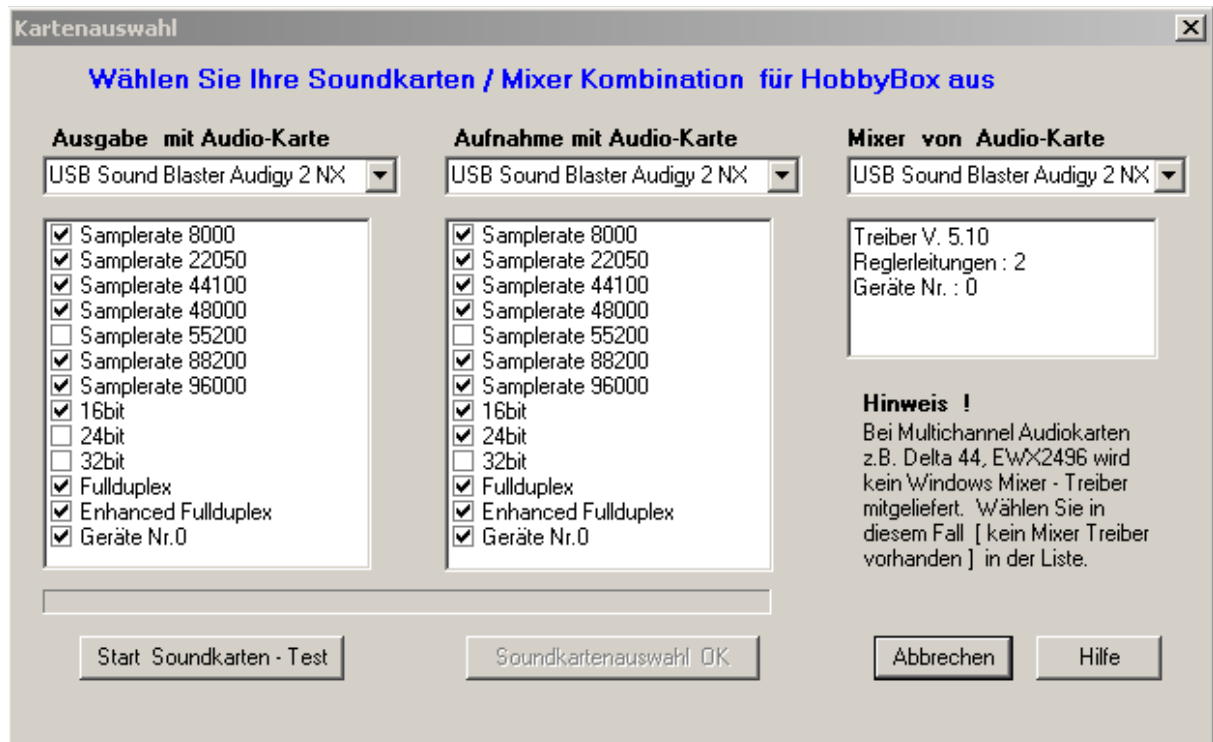 Kartenauswahl
Wählen Sie Ihre Soundkarten / Mixer Kombination für HobbyBox aus
Ausgabe mit Audio-Karte
USB Sound Blaster Audigy 2 NX
Samplerate 8000
Samplerate 22050
Samplerate 44100
Samplerate 48000
Samplerate 55200
Samplerate 88200
Samplerate 96000
16bit
24bit
32bit
Fullduplex
Enhanced Fullduplex
Geräte Nr.0
Aufnahme mit Audio-Karte
USB Sound Blaster Audigy 2 NX
Samplerate 8000
Samplerate 22050
Samplerate 44100
Samplerate 48000
Samplerate 55200
Samplerate 88200
Samplerate 96000
16bit
24bit
32bit
Fullduplex
Enhanced Fullduplex
Geräte Nr.0
Mixer von Audio-Karte
USB Sound Blaster Audigy 2 NX
Treiber V. 5.10
Reglerleitungen : 2
Geräte Nr. : 0
Hinweis !
Bei Multichannel Audiokarten
z.B. Delta 44, EWX2496 wird
kein Windows Mixer - Treiber
mitgeliefert. Wählen Sie in
diesem Fall [ kein Mixer Treiber
vorhanden ] in der Liste.
Start Soundkarten - Test
Soundkartenauswahl OK
Abbrechen
Hilfe